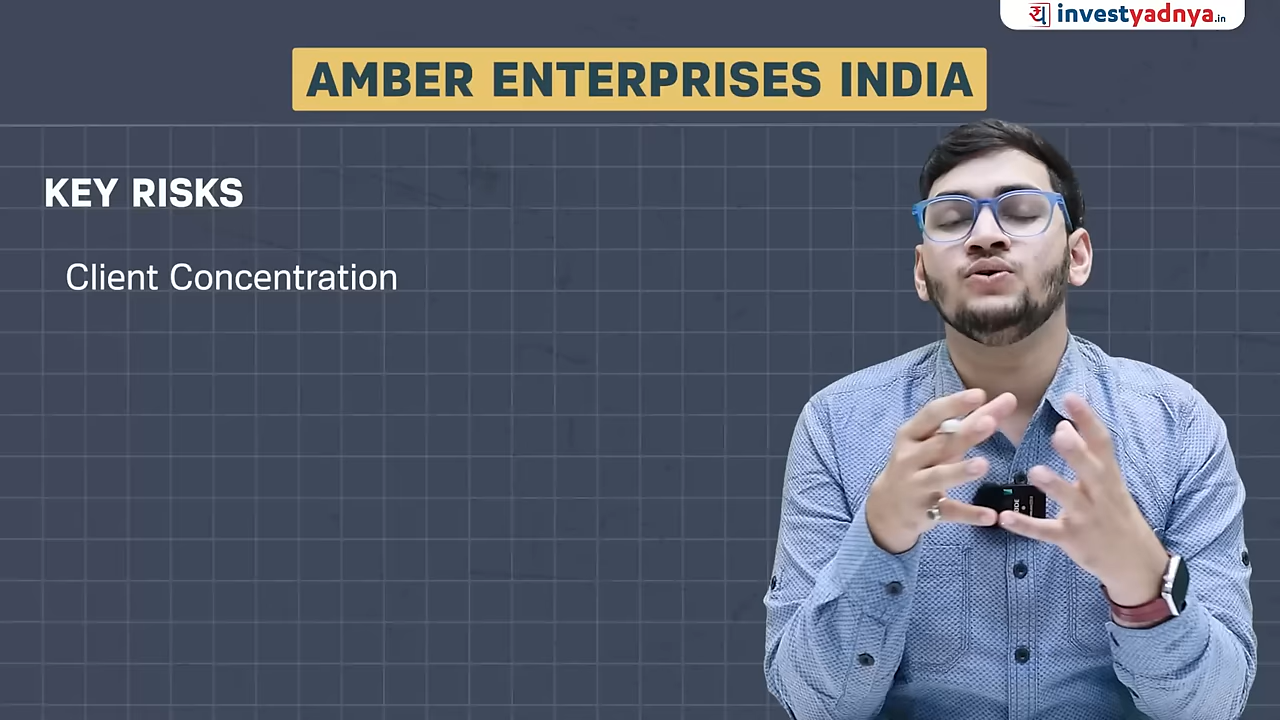 य investyadnya.in
AMBER ENTERPRISES INDIA
KEY RISKS
Client Concentration